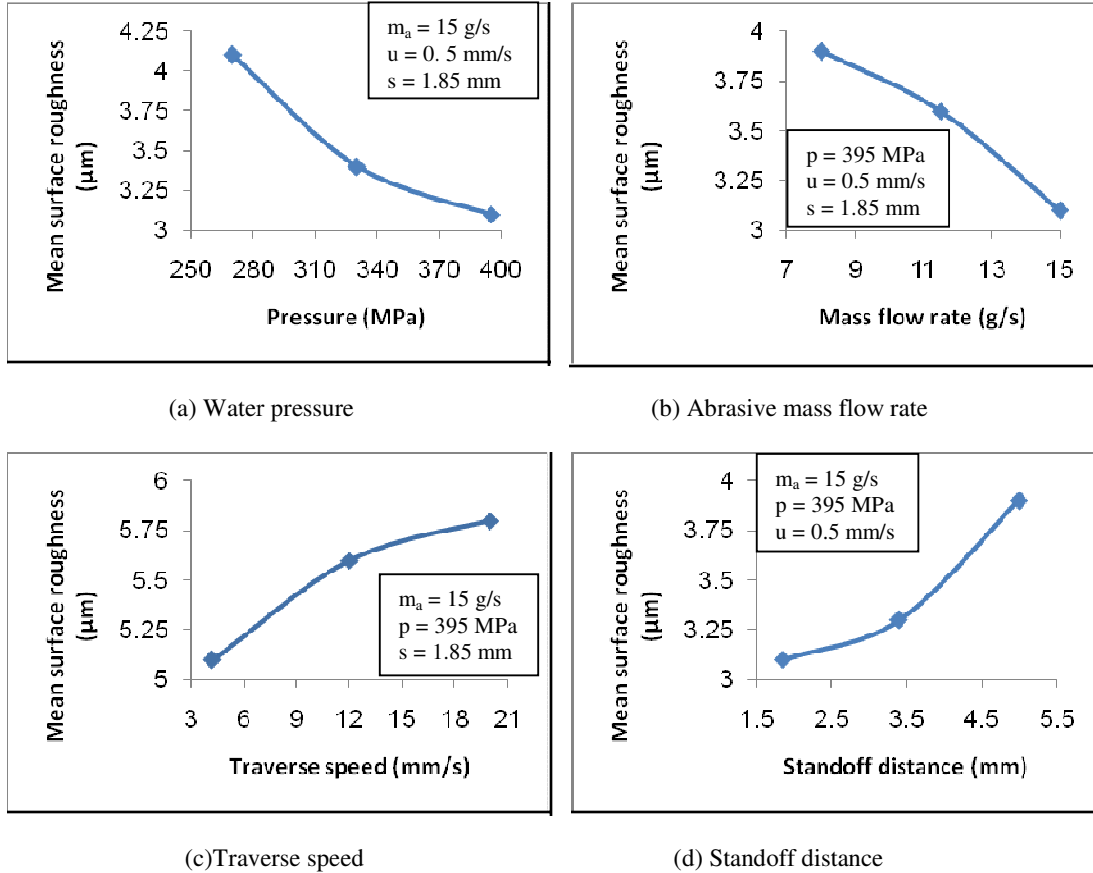 Mean surface roughness
(µm)
4.25
4
3.75
3.5
3.25
3
250 280 310 340 370 400
Pressure (MPa)
mₐ = 15 g/s
u = 0. 5 mm/s
s = 1.85 mm
(a) Water pressure
Mean surface roughness
(µm)
4
3.75
3.5
3.25
3
7 9 11 13 15
Mass flow rate (g/s)
p = 395 MPa
u = 0.5 mm/s
s = 1.85 mm
(b) Abrasive mass flow rate
Mean surface roughness
(µm)
6
5.75
5.5
5.25
5
3 6 9 12 15 18 21
Traverse speed (mm/s)
mₐ = 15 g/s
p = 395 MPa
s = 1.85 mm
(c)Traverse speed
Mean surface roughness
(µm)
4
3.75
3.5
3.25
3
1.5 2.5 3.5 4.5 5.5
Standoff distance (mm)
mₐ = 15 g/s
p = 395 MPa
u = 0.5 mm/s
(d) Standoff distance